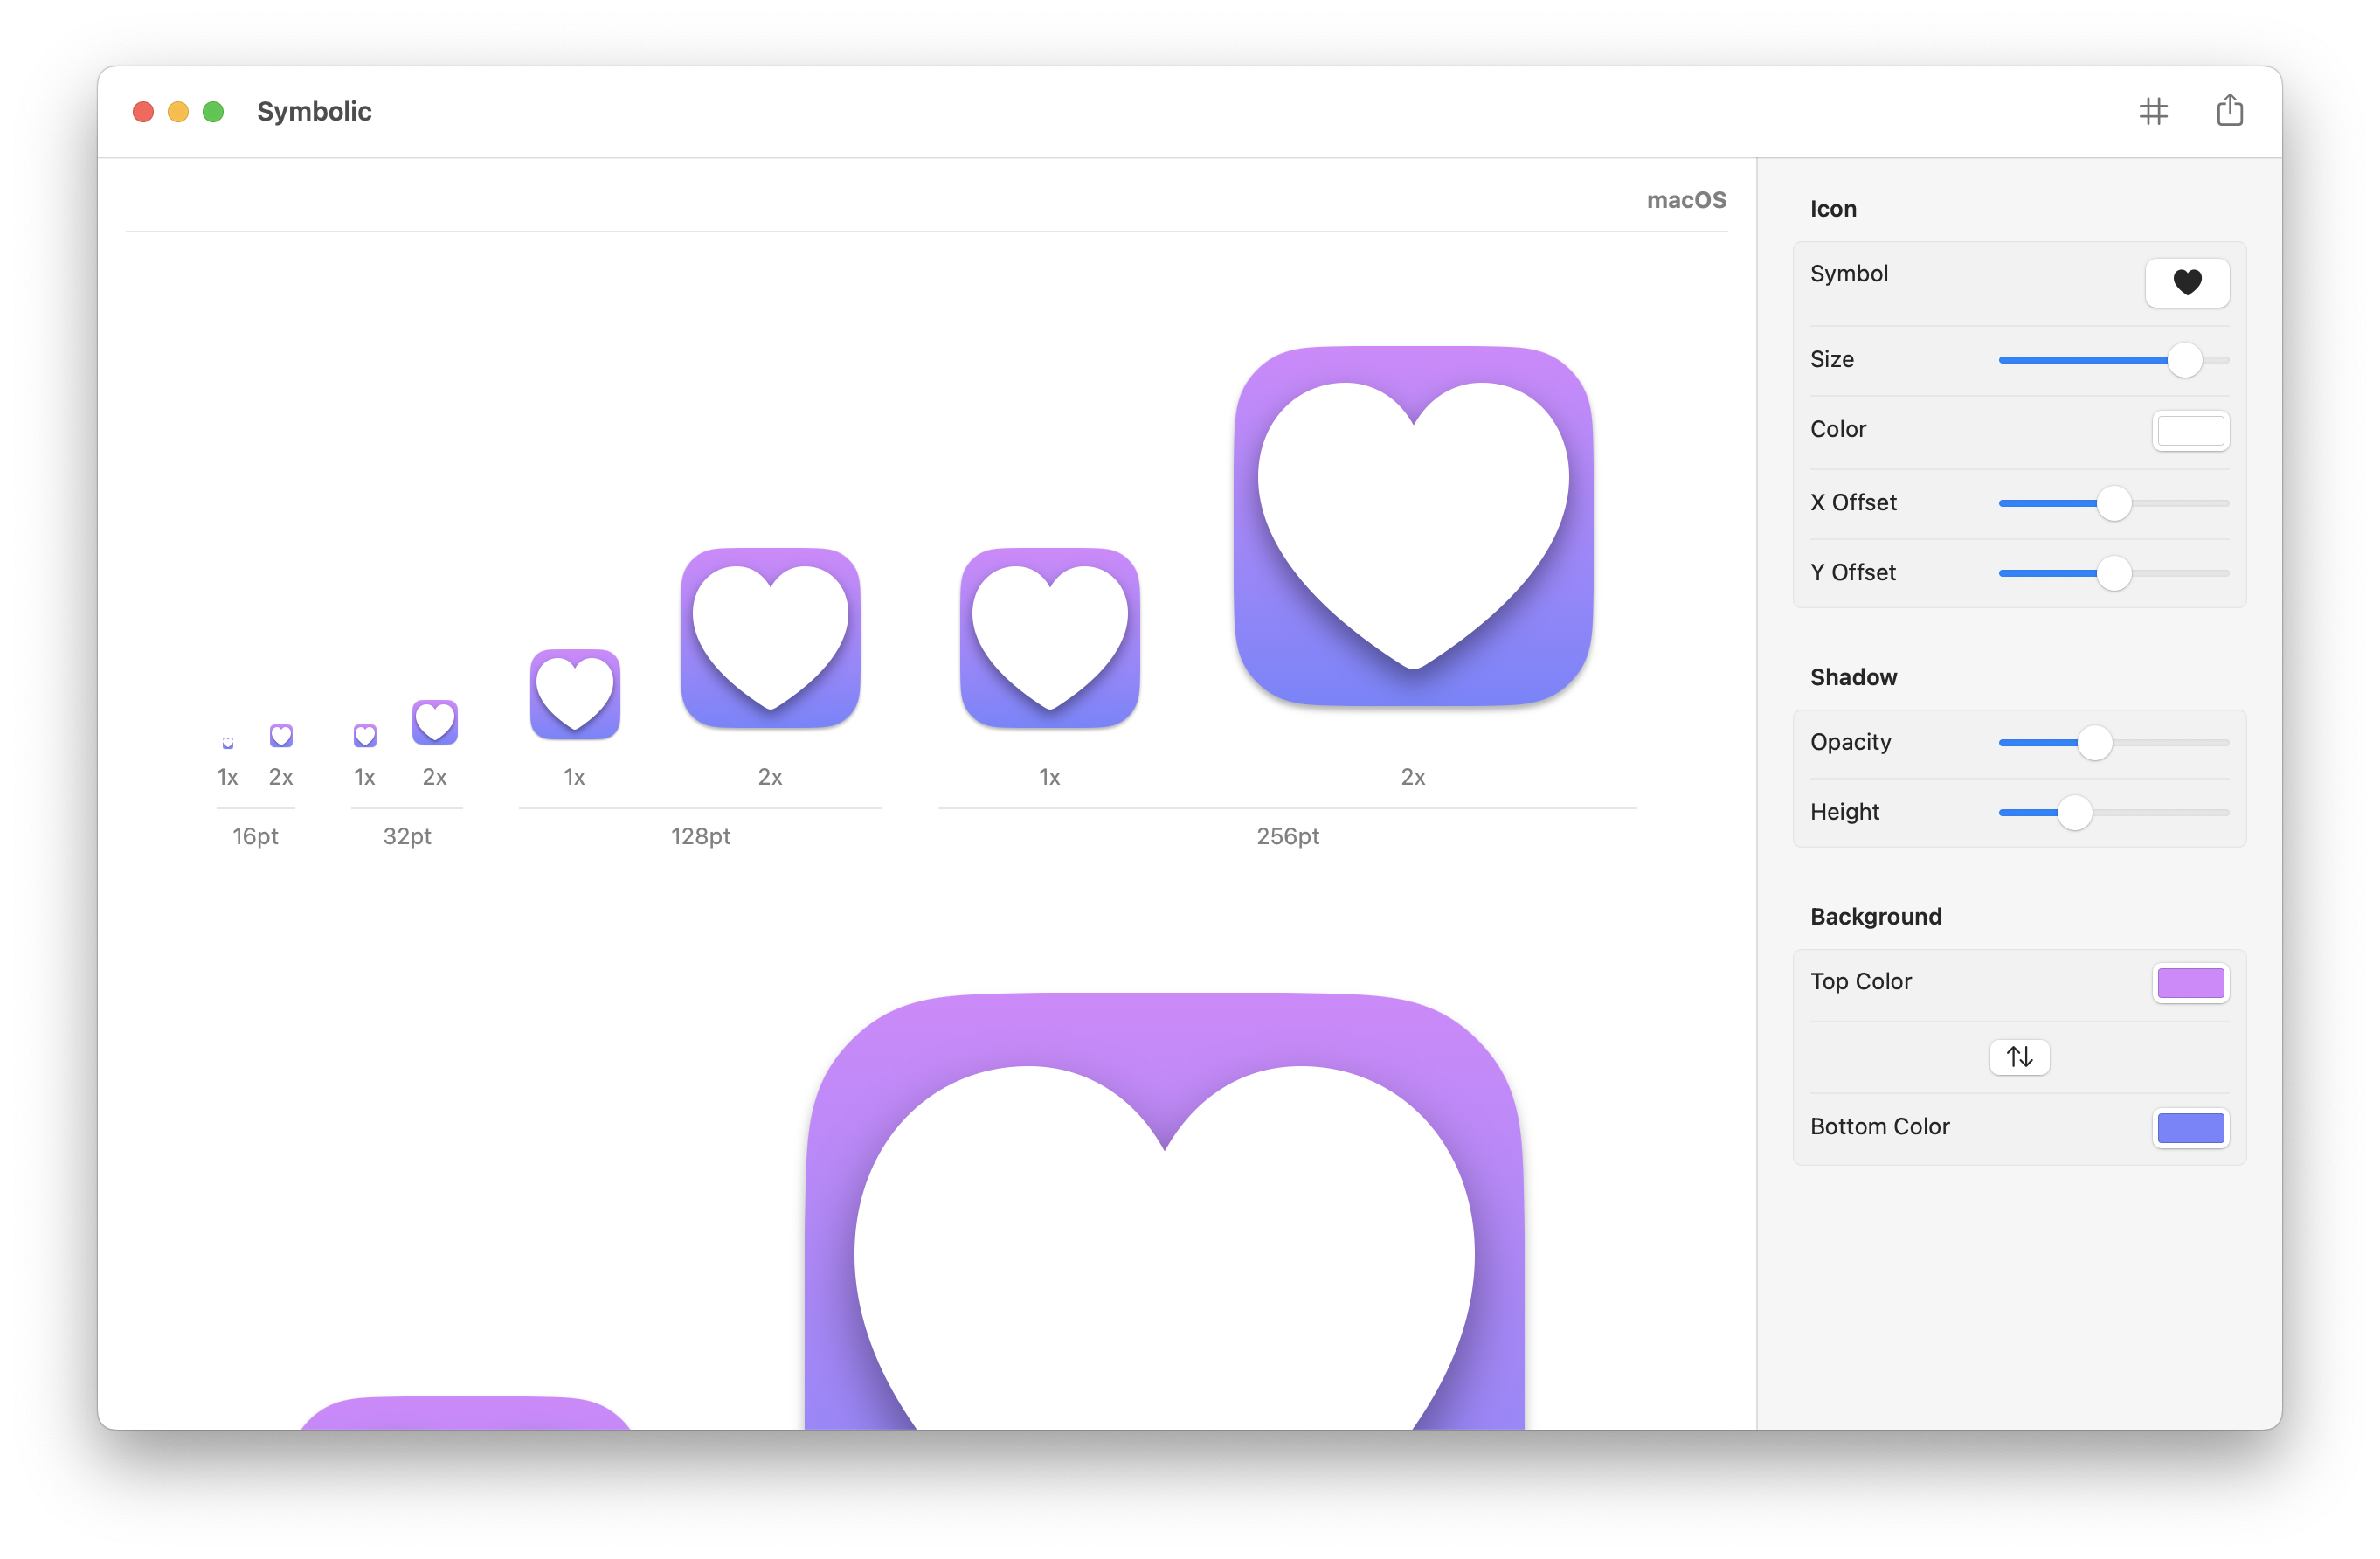 Symbolic
macOS
1x 2x 1x 2x 1x 2x 1x 2x
16pt 32pt 128pt 256pt
Icon
Symbol
Size
Color
X Offset
Y Offset
Shadow
Opacity
Height
Background
Top Color
Bottom Color